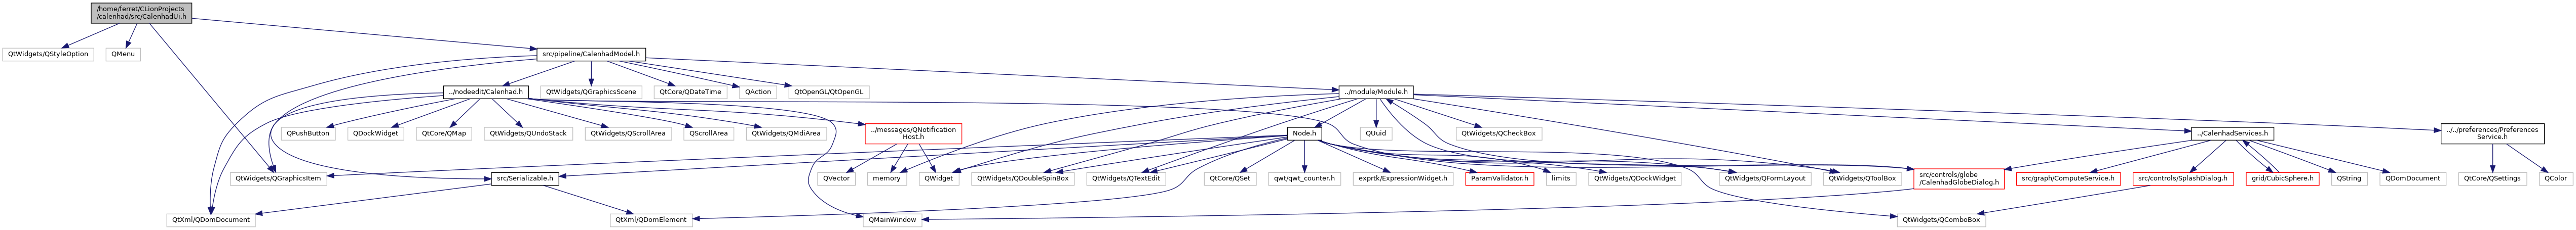 /home/ferret/CLionProjects
/calenhad/src/CalenhadUi.h
QtWidgets/QStyleOption
QMenu
src/pipeline/CalenhadModel.h
../nodeedit/Calenhad.h
QtWidgets/QGraphicsScene
QtCore/QDateTime
QAction
QtOpenGL/QtOpenGL
../module/Module.h
QPushButton
QDockWidget
QtCore/QMap
QtWidgets/QUndoStack
QtWidgets/QScrollArea
QScrollArea
QtWidgets/QMdiArea
../messages/QNotification
Host.h
Node.h
QUuid
QtWidgets/QCheckBox
../CalenhadServices.h
../../preferences/Preferences
Service.h
QtWidgets/QGraphicsItem
src/Serializable.h
QVector
memory
QWidget
QtWidgets/QDoubleSpinBox
QtWidgets/QTextEdit
QtCore/QSet
qwt/qwt_counter.h
exprtk/ExpressionWidget.h
ParamValidator.h
limits
QtWidgets/QDockWidget
QtWidgets/QFormLayout
QtWidgets/QToolBox
src/controls/globe
/CalenhadGlobeDialog.h
src/graph/ComputeService.h
src/controls/SplashDialog.h
grid/CubicSphere.h
QString
QDomDocument
QtCore/QSettings
QColor
QtXml/QDomDocument
QtXml/QDomElement
QMainWindow
QtWidgets/QComboBox